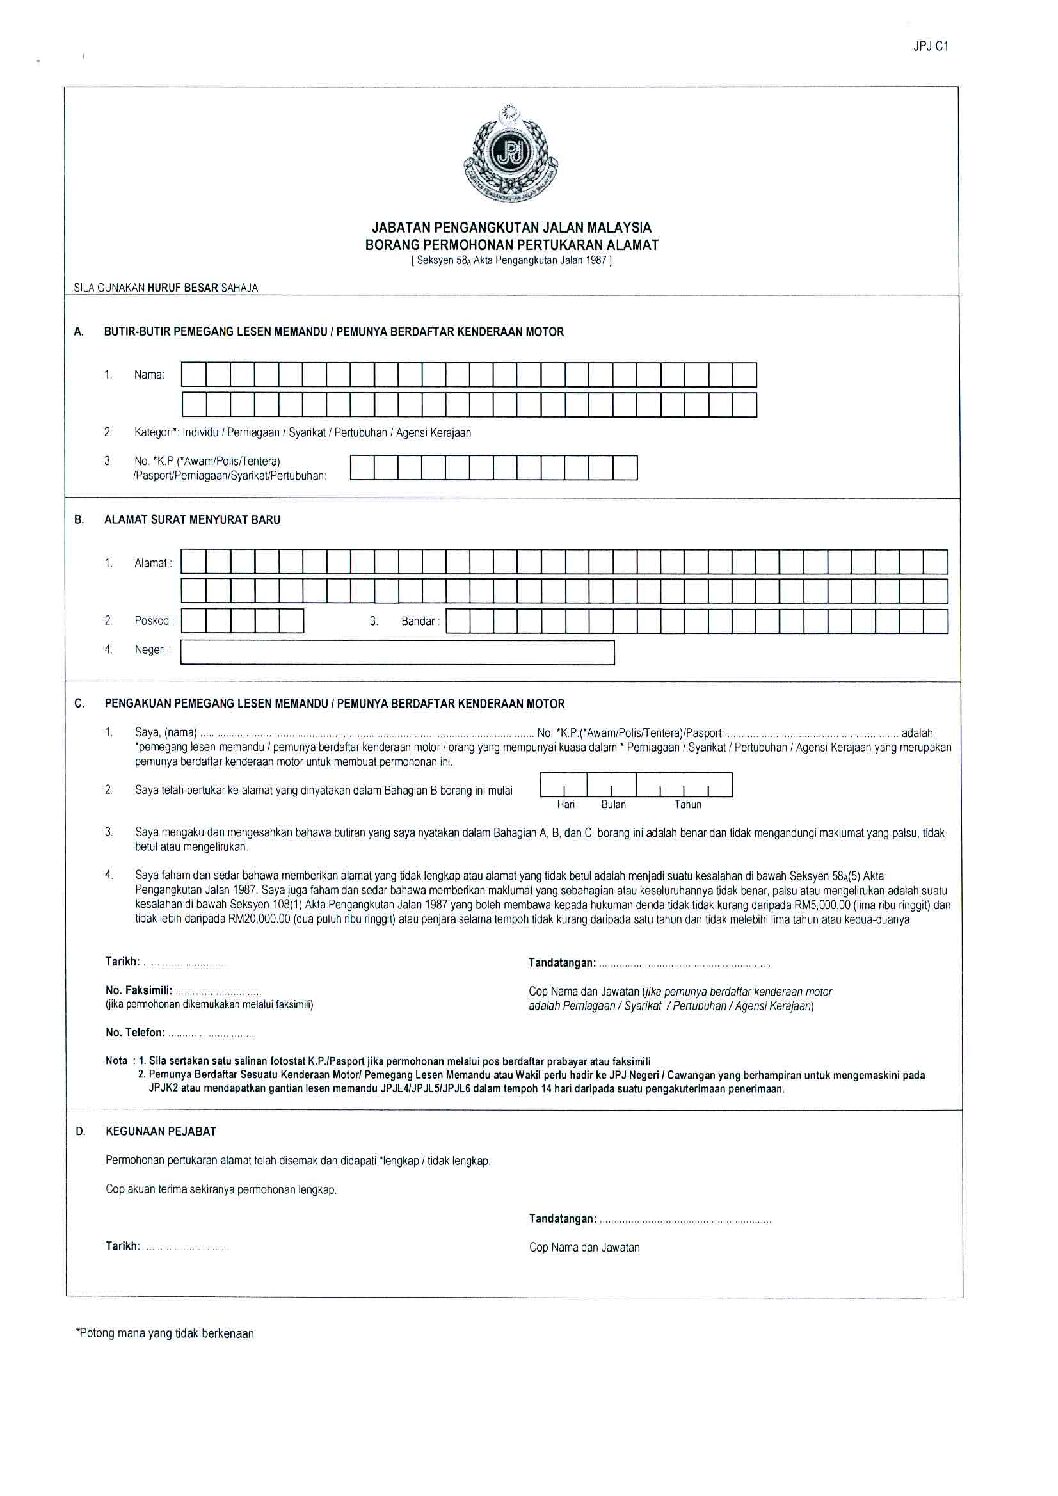 JPJ C1
JPJ
JABATAN PENGANGKUTAN JALAN MALAYSIA
BORANG PERMOHONAN PERTUKARAN ALAMAT
[ Seksyen 58A Akta Pengangkutan Jalan 1987 ]
SILA GUNAKAN HURUF BESAR SAHAJA
A. BUTIR-BUTIR PEMEGANG LESEN MEMANDU / PEMUNYA BERDAFTAR KENDERAAN MOTOR
1. Nama:
2. Kategori*: Individu / Perniagaan / Syarikat / Pertubuhan / Agensi Kerajaan
3. No. *K.P.(*Awam/Polis/Tentera)
/Pasport/Perniagaan/Syarikat/Pertubuhan:
B. ALAMAT SURAT MENYURAT BARU
1. Alamat :
2. Poskod : 3. Bandar :
4. Negeri :
C. PENGAKUAN PEMEGANG LESEN MEMANDU / PEMUNYA BERDAFTAR KENDERAAN MOTOR
1. Saya, (nama) ........ No. *K.P.(*Awam/Polis/Tentera)/Pasport ........ adalah
*pemegang lesen memandu / pemunya berdaftar kenderaan motor / orang yang mempunyai kuasa dalam * Perniagaan / Syarikat / Pertubuhan / Agensi Kerajaan yang merupakan
pemunya berdaftar kenderaan motor untuk membuat permohonan ini.
2. Saya telah bertukar ke alamat yang dinyatakan dalam Bahagian B borang ini mulai
Hari Bulan Tahun
3. Saya mengaku dan mengesahkan bahawa butiran yang saya nyatakan dalam Bahagian A, B, dan C borang ini adalah benar dan tidak mengandungi maklumat yang palsu, tidak
betul atau mengelirukan.
4. Saya faham dan sedar bahawa memberikan alamat yang tidak lengkap atau alamat yang tidak betul adalah menjadi suatu kesalahan di bawah Seksyen 58A(5) Akta
Pengangkutan Jalan 1987. Saya juga faham dan sedar bahawa memberikan maklumat yang sebahagian atau keseluruhannya tidak benar, palsu atau mengelirukan adalah suatu
kesalahan di bawah Seksyen 108(1) Akta Pengangkutan Jalan 1987 yang boleh membawa kepada hukuman denda tidak tidak kurang daripada RM5,000.00 (lima ribu ringgit) dan
tidak lebih daripada RM20,000.00 (dua puluh ribu ringgit) atau penjara selama tempoh tidak kurang daripada satu tahun dan tidak melebihi lima tahun atau kedua-duanya
Tarikh: ........ Tandatangan: ........
No. Faksimili: ........ Cop Nama dan Jawatan (jika pemunya berdaftar kenderaan motor
(jika permohonan dikemukakan melalui faksimili) adalah Perniagaan / Syarikat / Pertubuhan / Agensi Kerajaan)
No. Telefon: ........
Nota : 1. Sila sertakan satu salinan fotostat K.P./Pasport jika permohonan melalui pos berdaftar prabayar atau faksimili
2. Pemunya Berdaftar Sesuatu Kenderaan Motor/ Pemegang Lesen Memandu atau Wakil perlu hadir ke JPJ Negeri / Cawangan yang berhampiran untuk mengemaskini pada
JPJK2 atau mendapatkan gantian lesen memandu JPJL4/JPJL5/JPJL6 dalam tempoh 14 hari daripada suatu pengakuterimaan penerimaan.
D. KEGUNAAN PEJABAT
Permohonan pertukaran alamat telah disemak dan didapati *lengkap / tidak lengkap.
Cop akuan terima sekiranya permohonan lengkap.
Tandatangan: ........
Tarikh: ........ Cop Nama dan Jawatan
*Potong mana yang tidak berkenaan